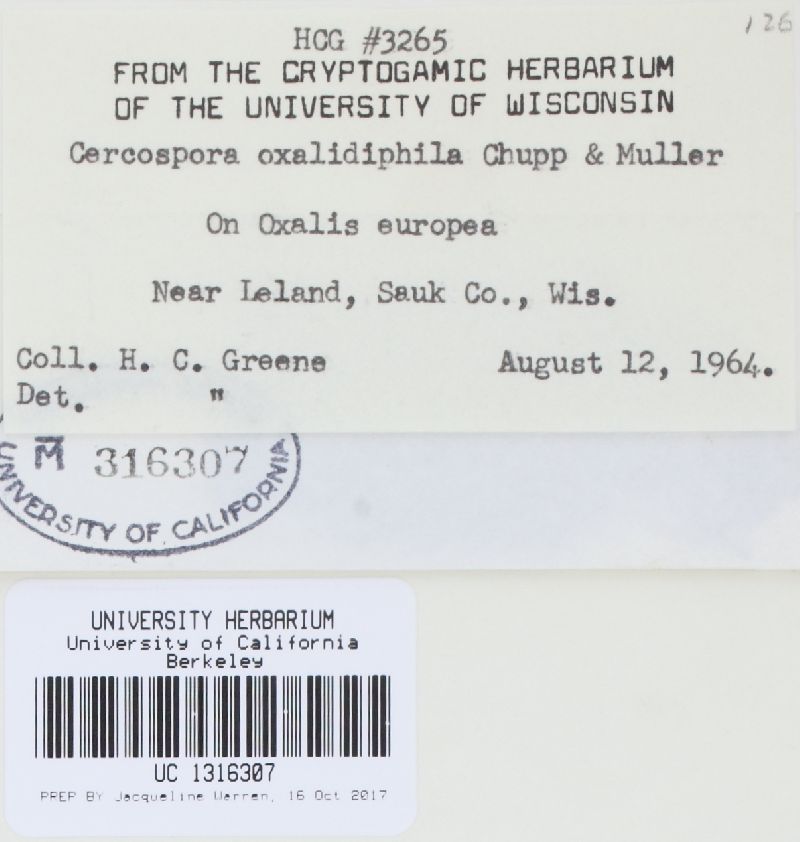 126
HCG #3265
FROM THE CRYPTOGAMIC HERBARIUM
OF THE UNIVERSITY OF WISCONSIN
Cercospora oxalidiphila Chupp & Muller
On Oxalis europea
Near Leland, Sauk Co., Wis.
Coll. H. C. Greene August 12, 1964.
Det. "
M 316307
UNIVERSITY OF CALIFORNIA
UNIVERSITY HERBARIUM
University of California
Berkeley
UC 1316307
PREP BY Jacqueline Warren, 16 Oct 2017